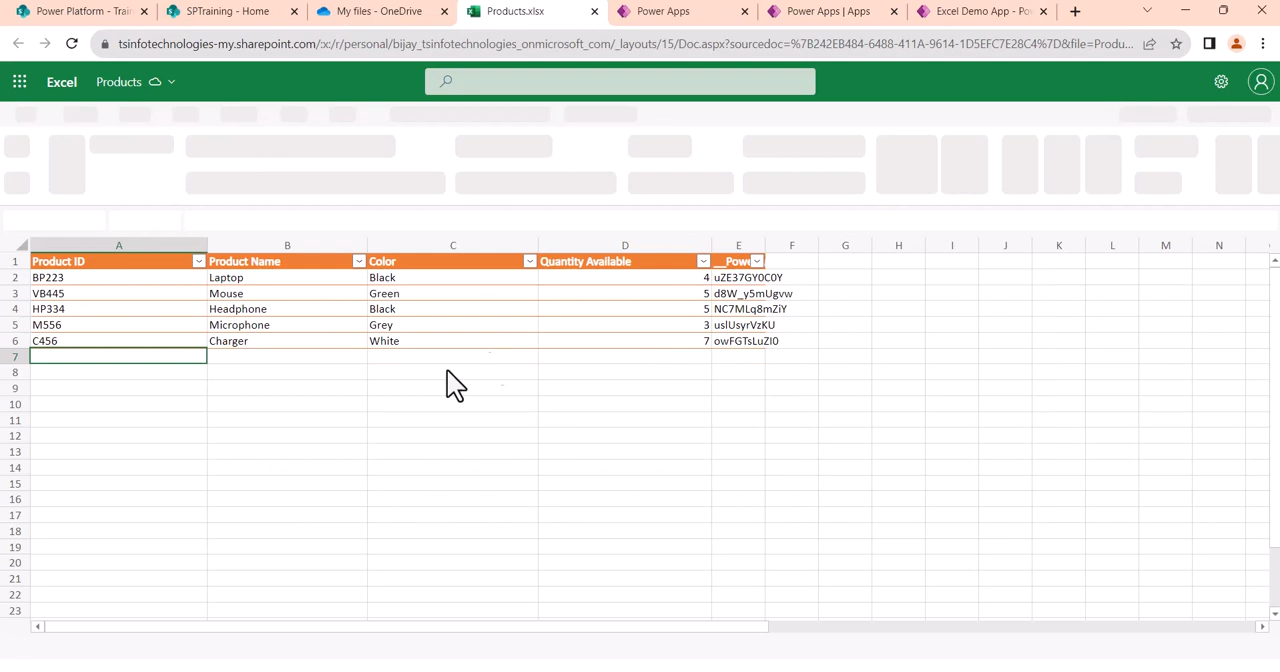 Power Platform - Train
SPTraining - Home
My files - OneDrive
Products.xlsx
Power Apps
Power Apps | Apps
Excel Demo App - Po
tsinfotechnologies-my.sharepoint.com/:x:/r/personal/bijay_tsinfotechnologies_onmicrosoft_com/_layouts/15/Doc.aspx?sourcedoc=%7B242EB484-6488-411A-9614-1D5EFC7E28C4%7D&file=Produ...
Excel Products
A B C D E F G H I J K L M N
1 Product ID Product Name Color Quantity Available __Powe
2 BP223 Laptop Black 4 uZE37GY0C0Y
3 VB445 Mouse Green 5 d8W_y5mUgvw
4 HP334 Headphone Black 5 NC7MLq8mZiY
5 M556 Microphone Grey 3 uslUsyrVzKU
6 C456 Charger White 7 owFGTsLuZI0
7
8
9
10
11
12
13
14
15
16
17
18
19
20
21
22
23